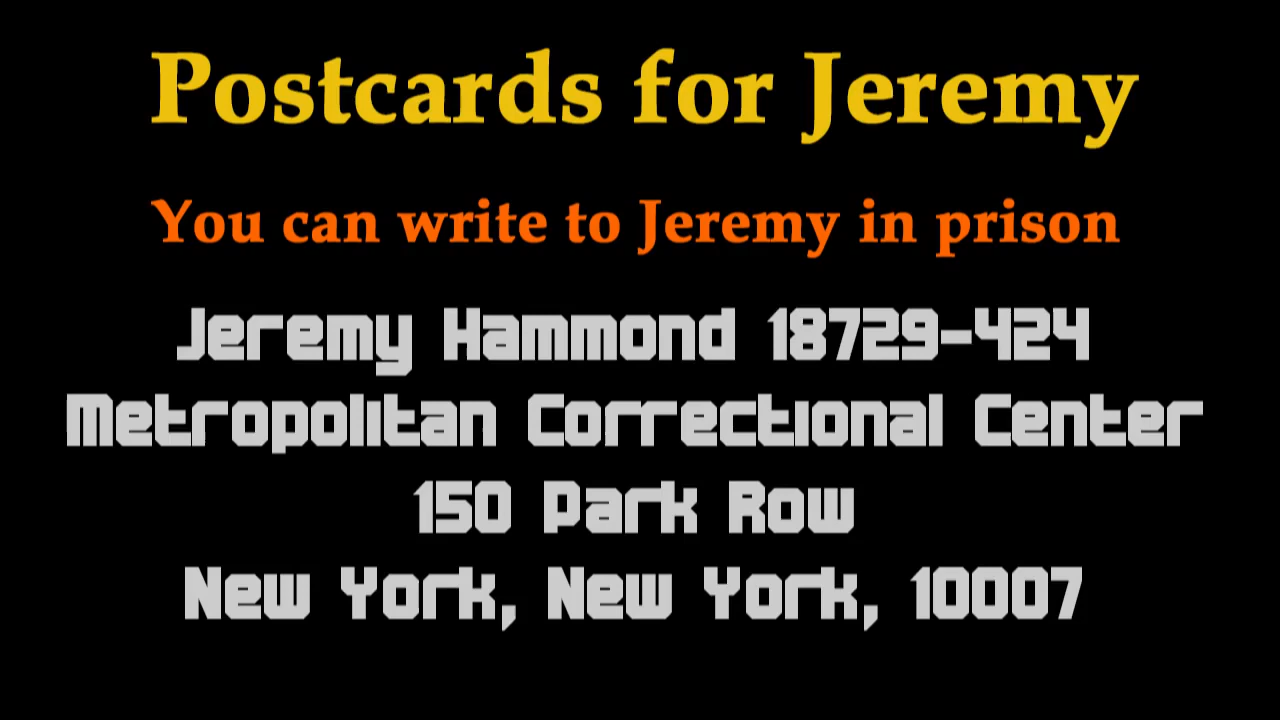 Postcards for Jeremy
You can write to Jeremy in prison
Jeremy Hammond 18729-424
Metropolitan Correctional Center
150 Park Row
New York, New York, 10007